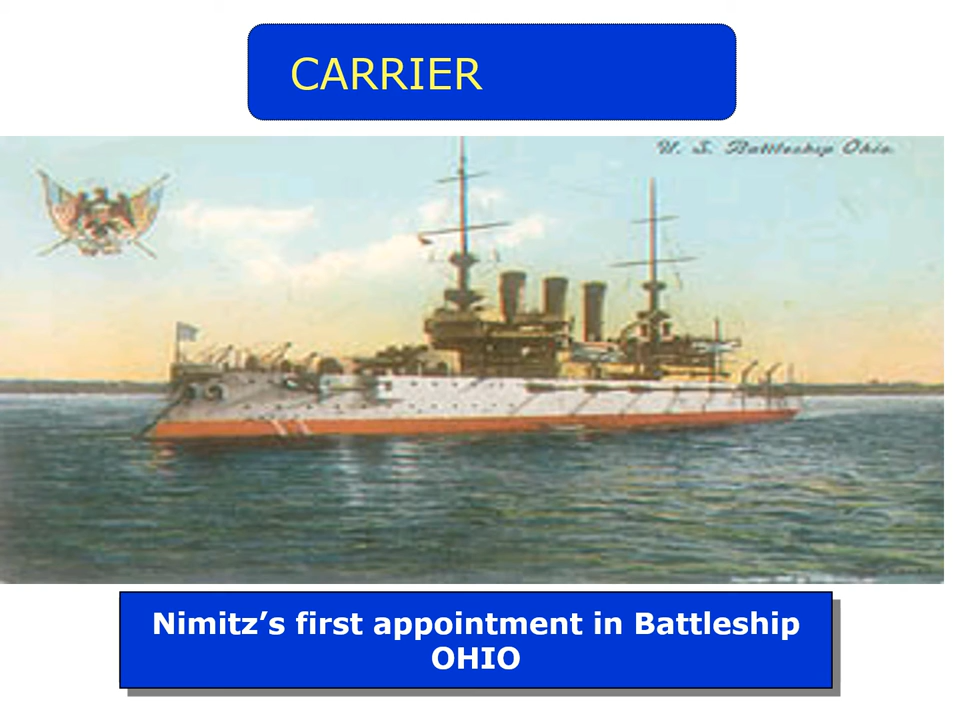 CARRIER
U. S. Battleship Ohio.
Nimitz’s first appointment in Battleship
OHIO